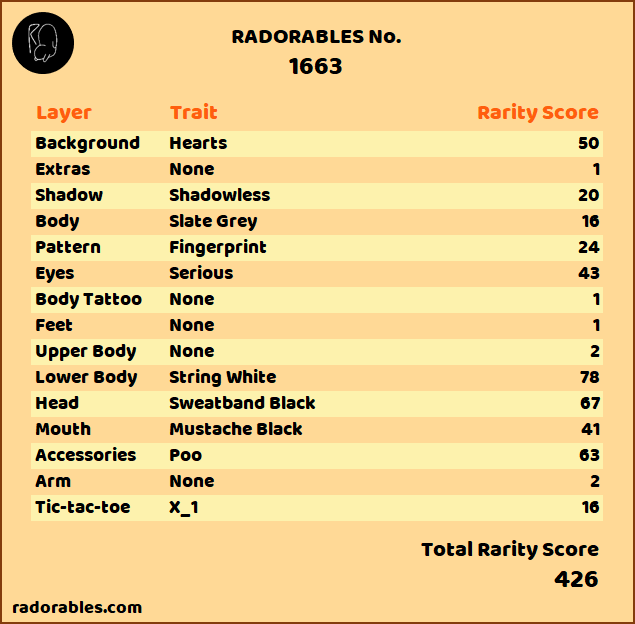 RADORABLES No.
1663
Layer Trait Rarity Score
Background Hearts 50
Extras None 1
Shadow Shadowless 20
Body Slate Grey 16
Pattern Fingerprint 24
Eyes Serious 43
Body Tattoo None 1
Feet None 1
Upper Body None 2
Lower Body String White 78
Head Sweatband Black 67
Mouth Mustache Black 41
Accessories Poo 63
Arm None 2
Tic-tac-toe X_1 16
Total Rarity Score
426
radorables.com